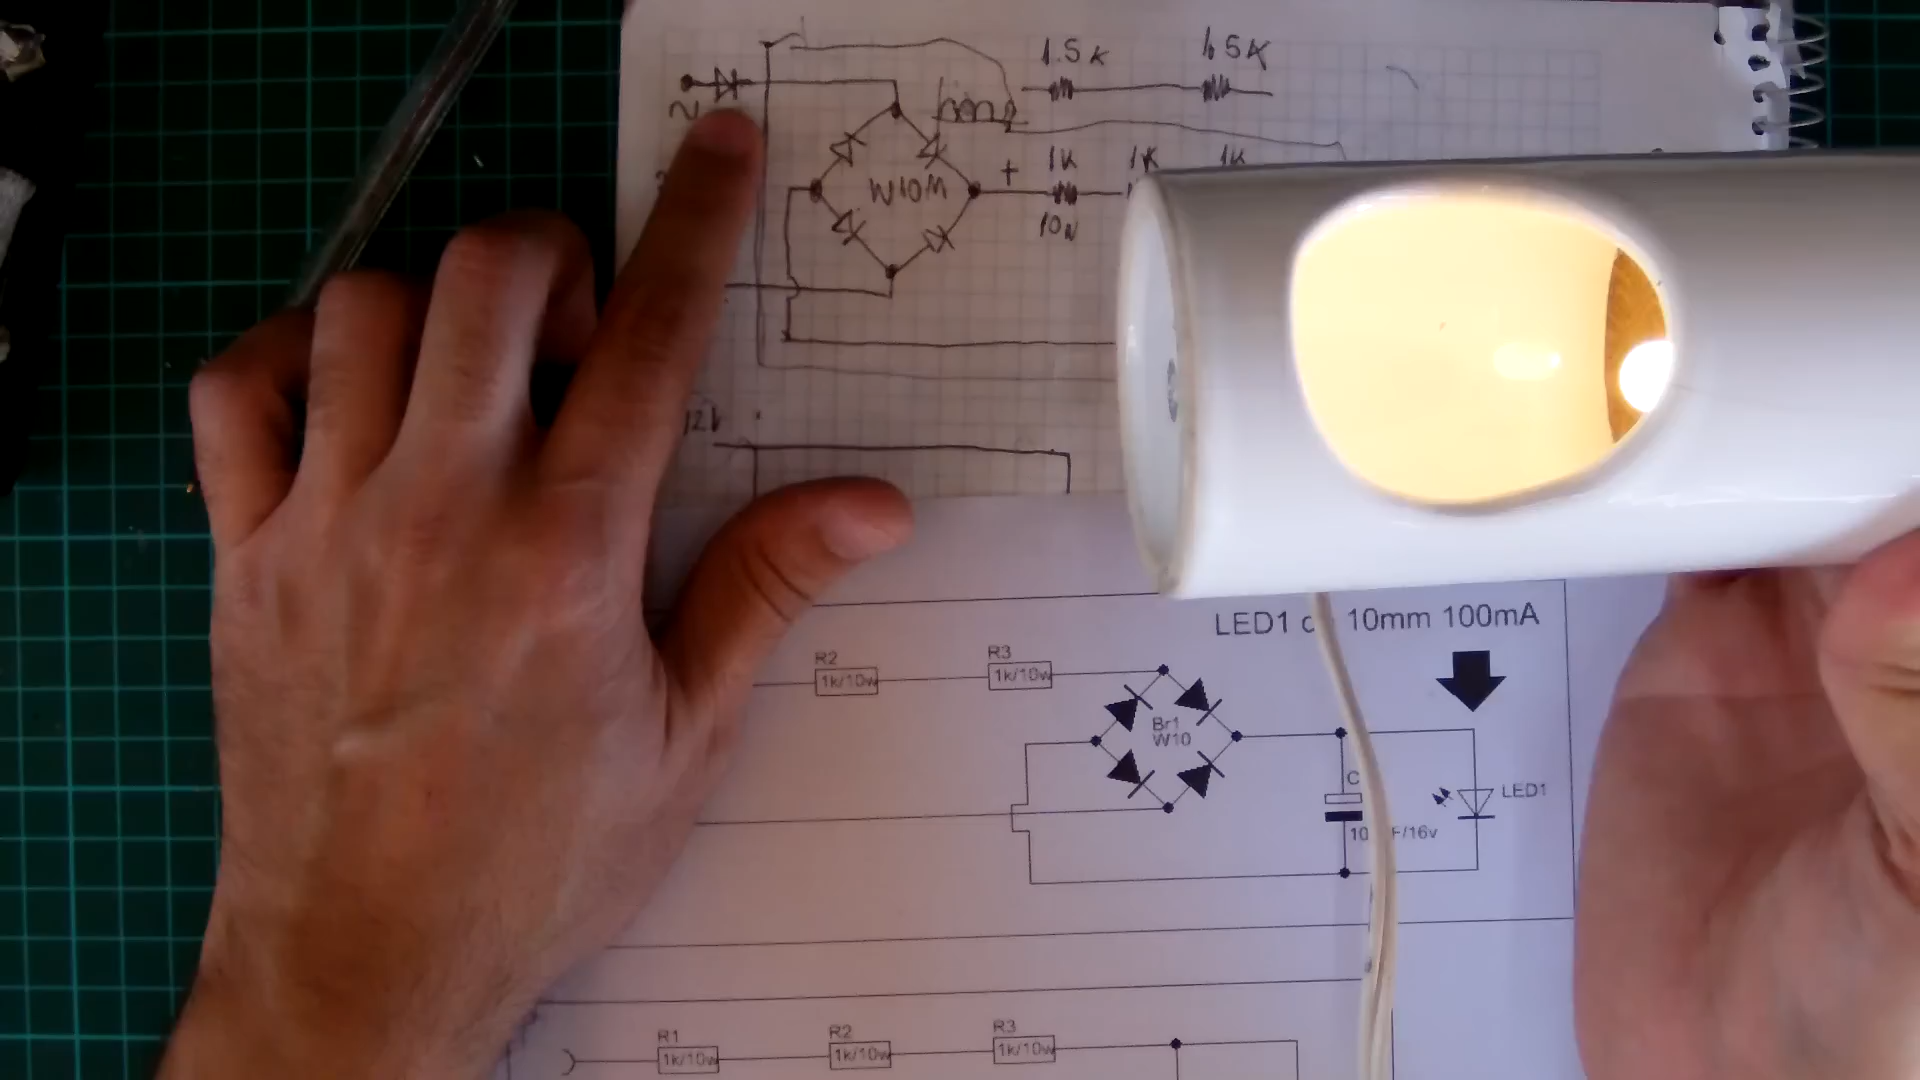 1.5K 1.5K
~
W10M
+ 1K 1K 1K
10W
12V
LED1 10mm 100mA
R2 R3
1k/10w 1k/10w
Br1
W10
C
LED1
10 F/16v
R1 R2 R3
1k/10w 1k/10w 1k/10w